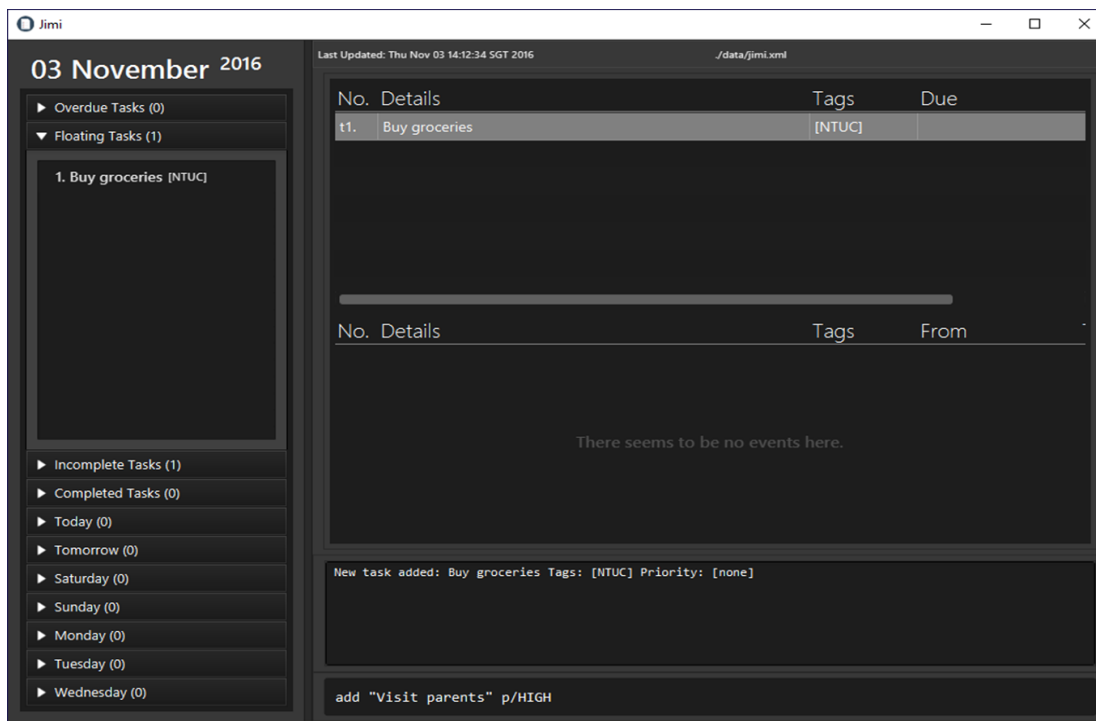 Jimi
03 November 2016
Overdue Tasks (0)
Floating Tasks (1)
1. Buy groceries [NTUC]
Incomplete Tasks (1)
Completed Tasks (0)
Today (0)
Tomorrow (0)
Saturday (0)
Sunday (0)
Monday (0)
Tuesday (0)
Wednesday (0)
Last Updated: Thu Nov 03 14:12:34 SGT 2016 ./data/jimi.xml
No. Details Tags Due
t1. Buy groceries [NTUC]
No. Details Tags From
There seems to be no events here.
New task added: Buy groceries Tags: [NTUC] Priority: [none]
add "Visit parents" p/HIGH